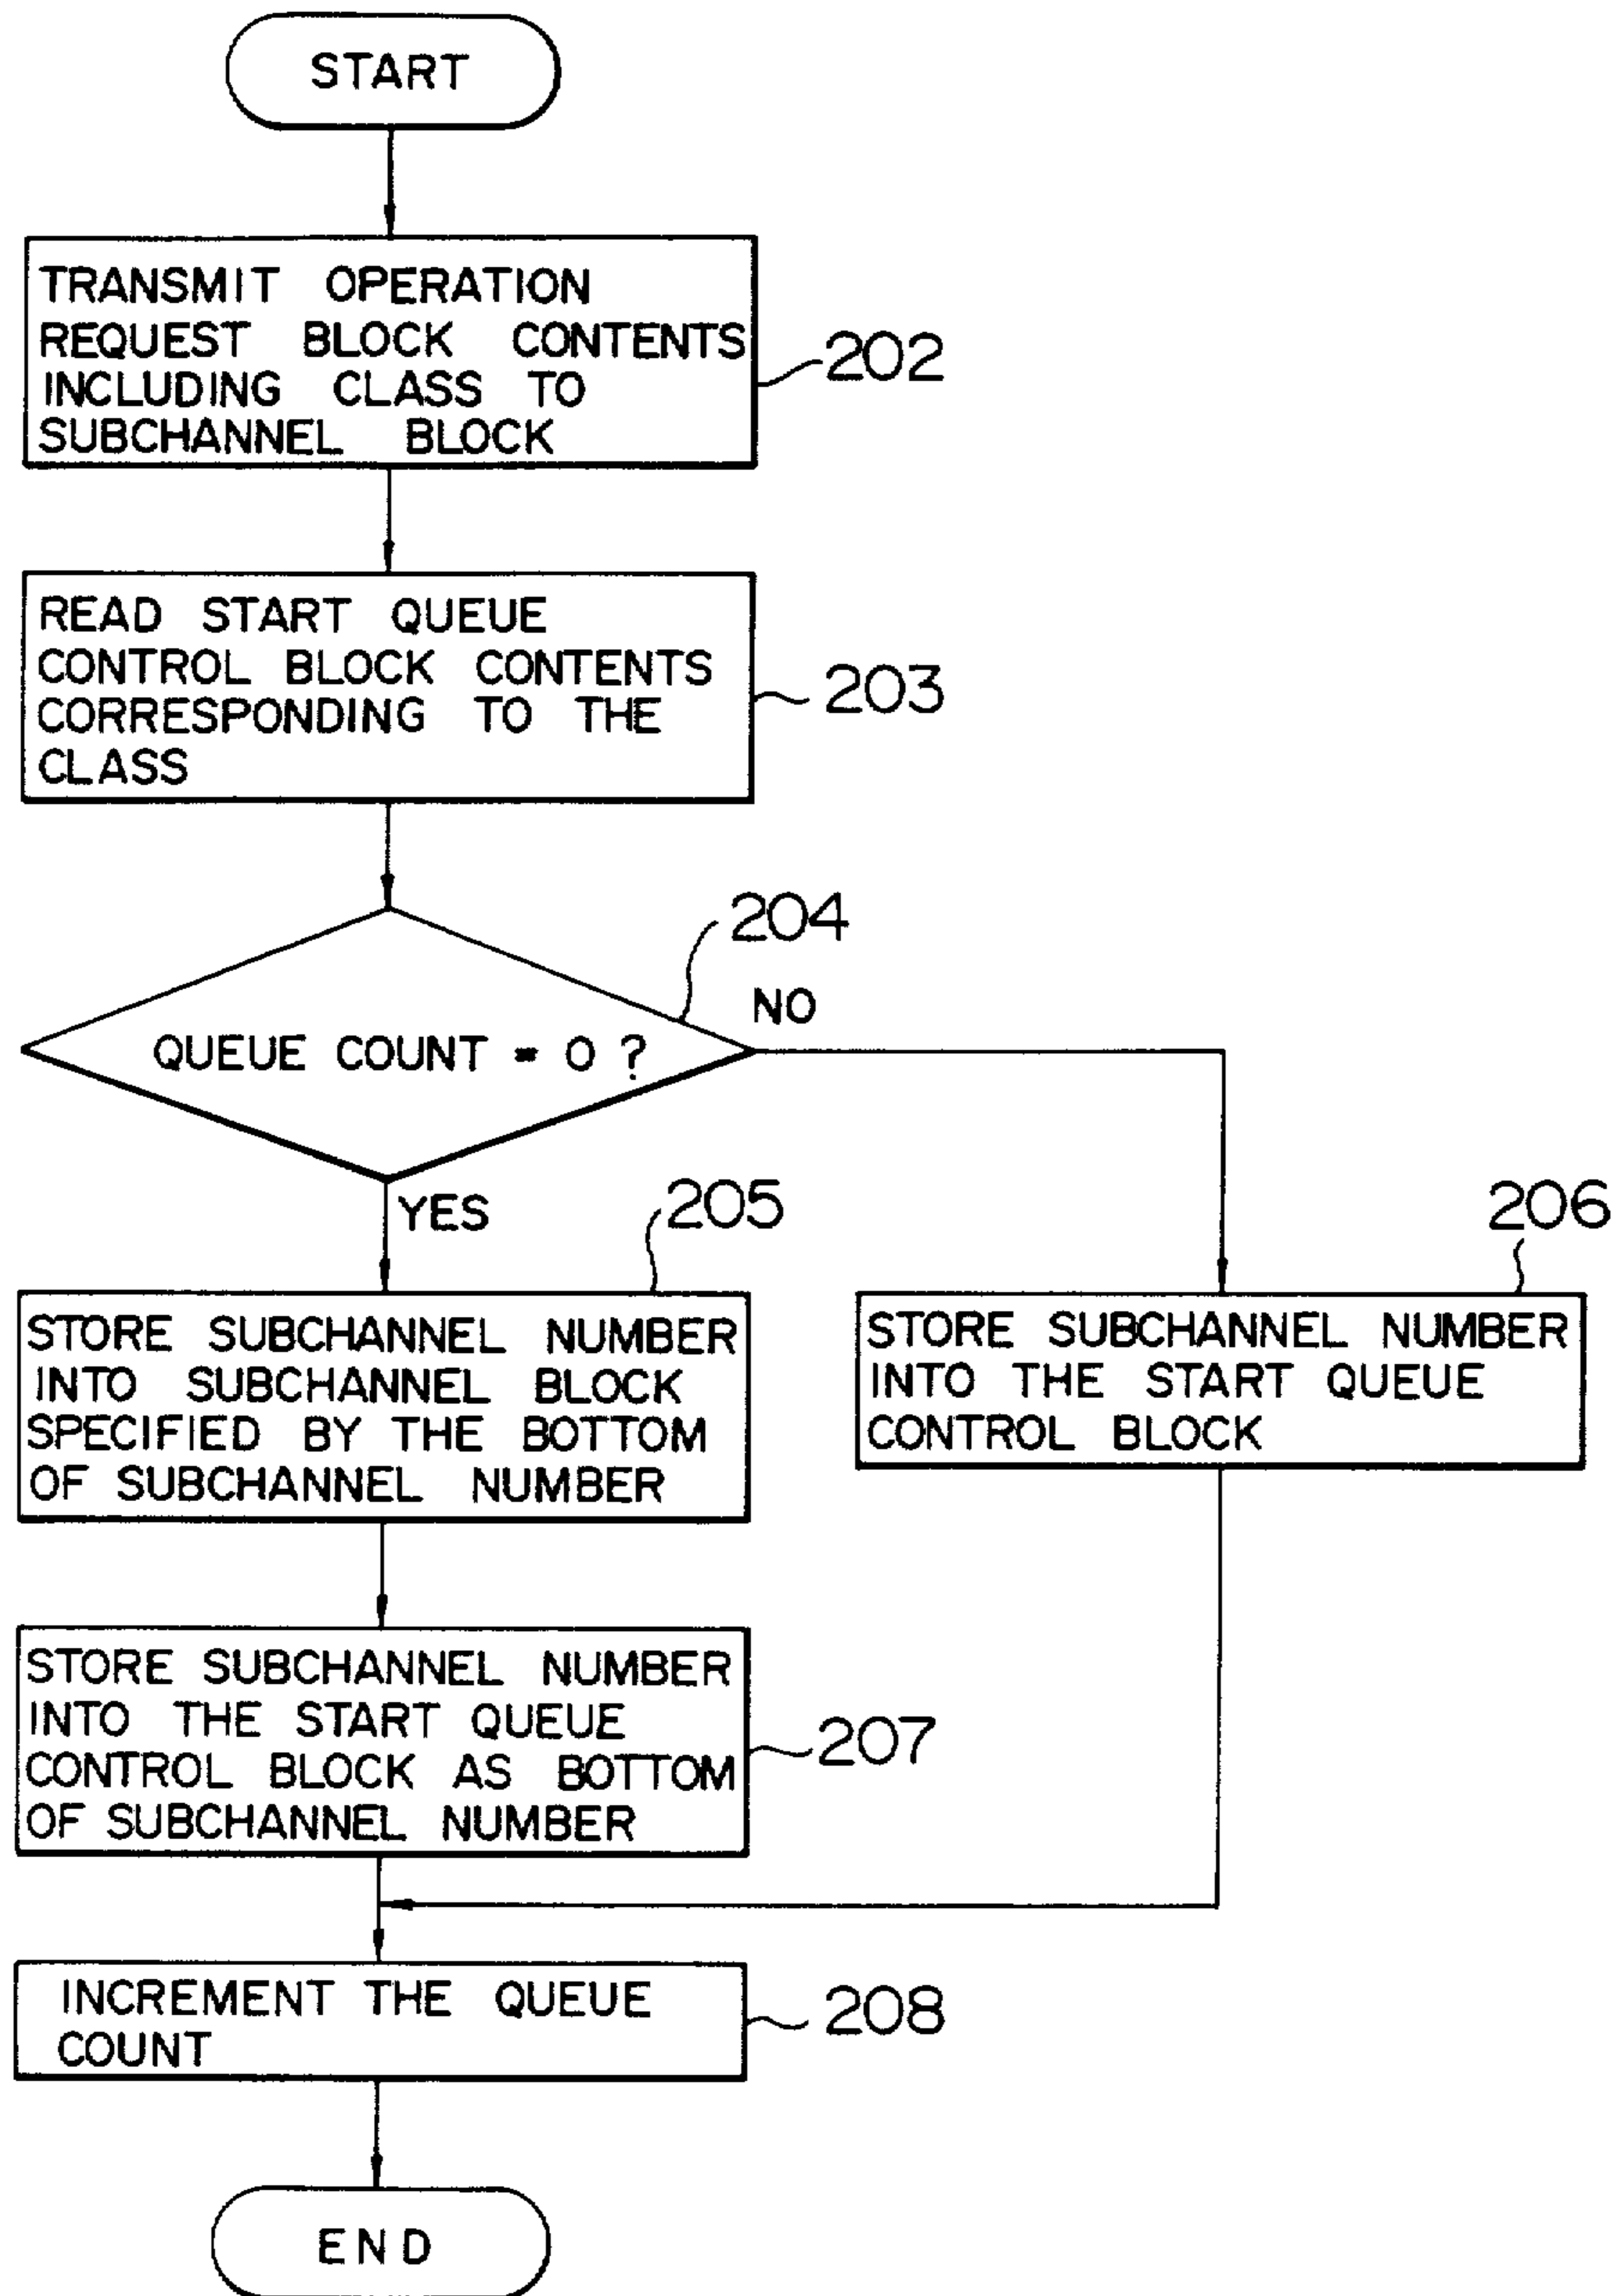 START
TRANSMIT OPERATION
REQUEST BLOCK CONTENTS
INCLUDING CLASS TO
SUBCHANNEL BLOCK
202
READ START QUEUE
CONTROL BLOCK CONTENTS
CORRESPONDING TO THE
CLASS
203
204
QUEUE COUNT = 0 ?
NO
YES
205
STORE SUBCHANNEL NUMBER
INTO SUBCHANNEL BLOCK
SPECIFIED BY THE BOTTOM
OF SUBCHANNEL NUMBER
206
STORE SUBCHANNEL NUMBER
INTO THE START QUEUE
CONTROL BLOCK
STORE SUBCHANNEL NUMBER
INTO THE START QUEUE
CONTROL BLOCK AS BOTTOM
OF SUBCHANNEL NUMBER
207
INCREMENT THE QUEUE
COUNT
208
END